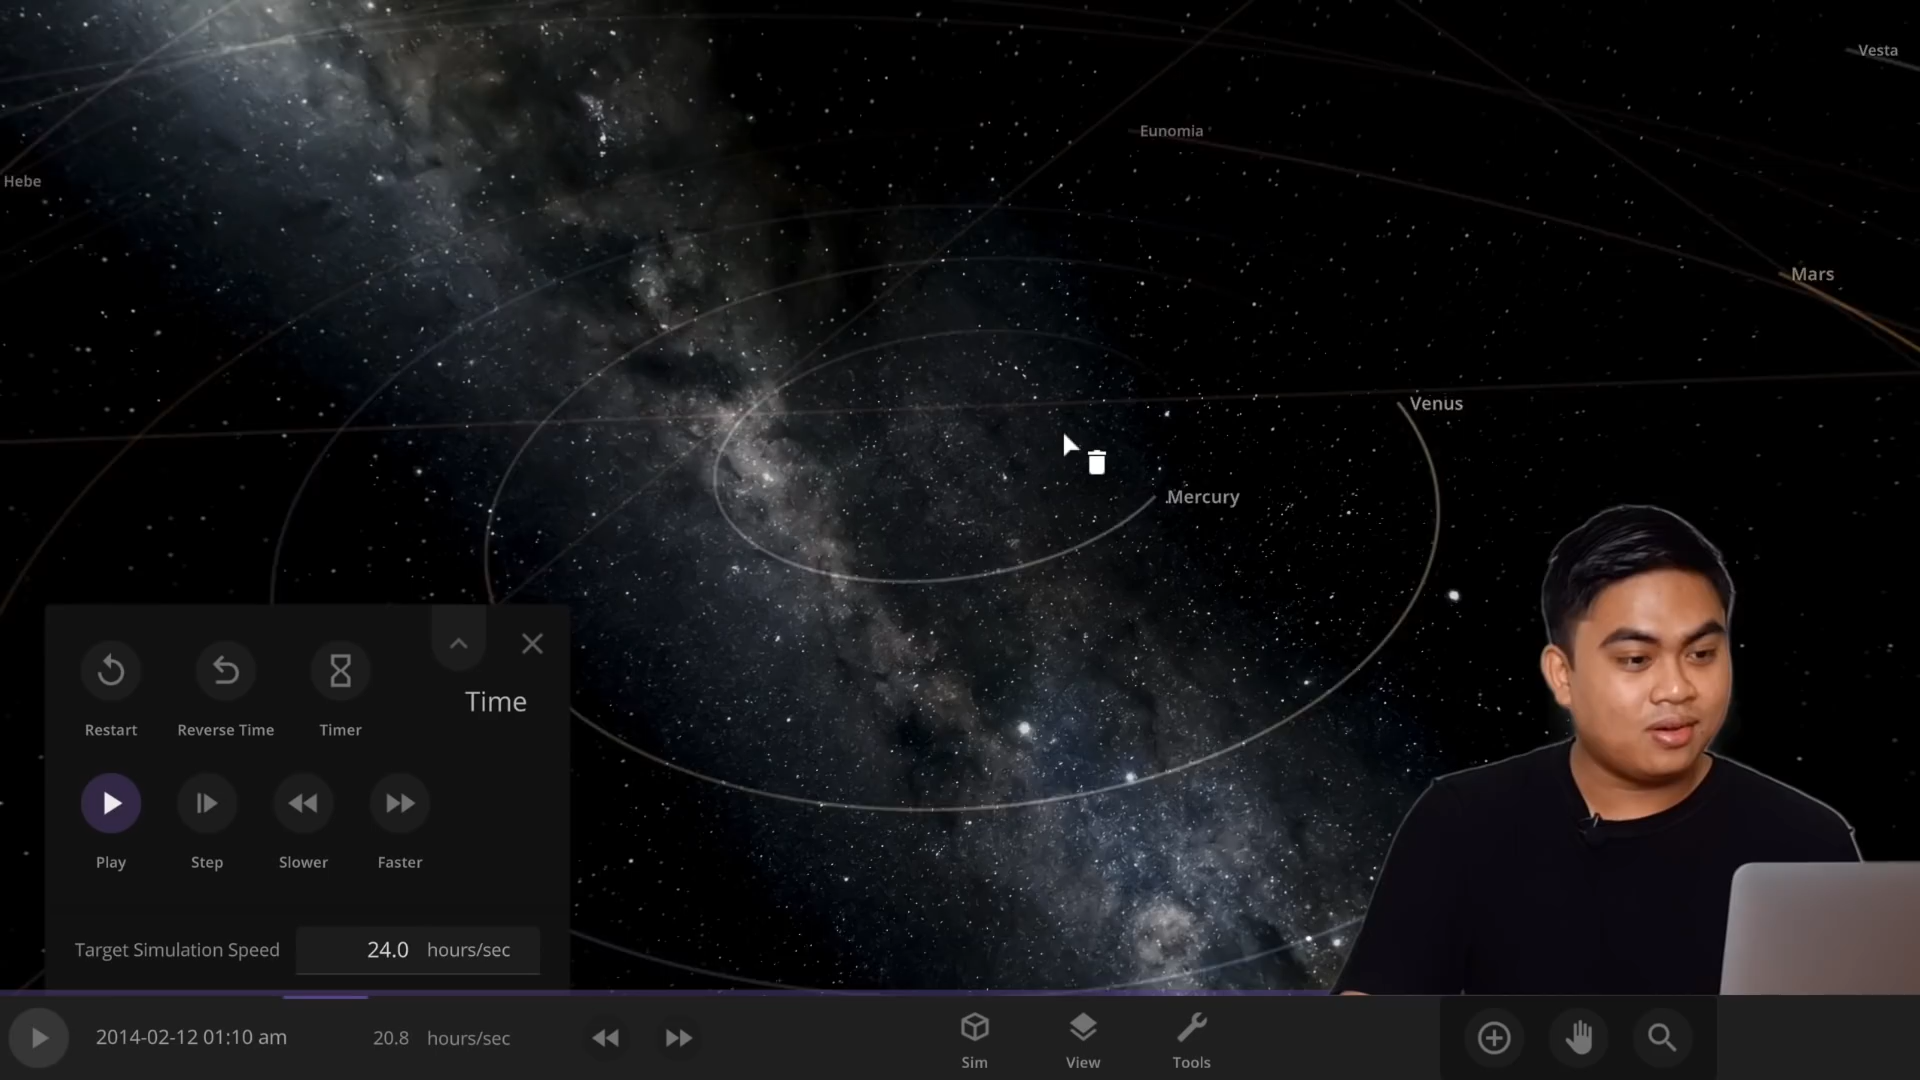 Vesta
Eunomia
Hebe
Mars
Venus
Mercury
Time
Restart
Reverse Time
Timer
Play
Step
Slower
Faster
Target Simulation Speed 24.0 hours/sec
2014-02-12 01:10 am 20.8 hours/sec
Sim
View
Tools